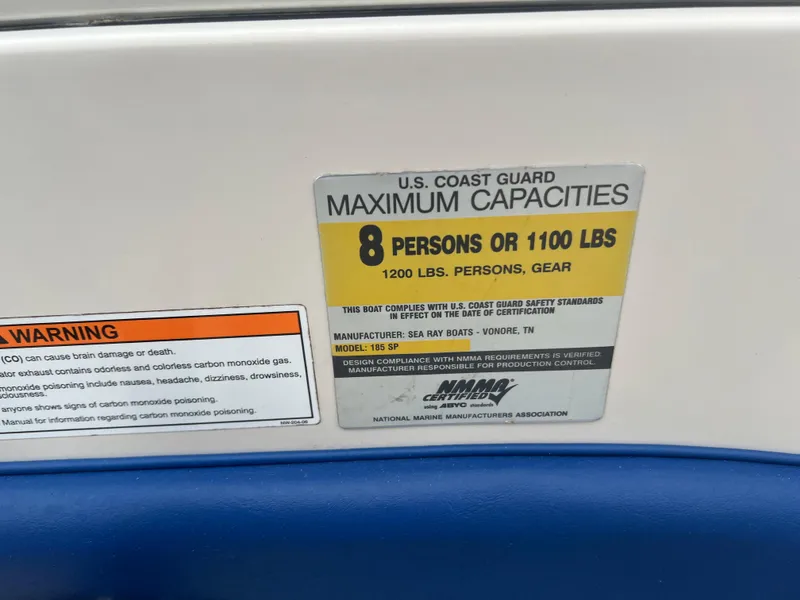 U.S. COAST GUARD
MAXIMUM CAPACITIES
8 PERSONS OR 1100 LBS
1200 LBS. PERSONS, GEAR
THIS BOAT COMPLIES WITH U.S. COAST GUARD SAFETY STANDARDS
IN EFFECT ON THE DATE OF CERTIFICATION
MANUFACTURER: SEA RAY BOATS - VONORE, TN
MODEL: 185 SP
DESIGN COMPLIANCE WITH NMMA REQUIREMENTS IS VERIFIED.
MANUFACTURER RESPONSIBLE FOR PRODUCTION CONTROL.
NMMA
CERTIFIED
using ABYC standards
NATIONAL MARINE MANUFACTURERS ASSOCIATION
WARNING
(CO) can cause brain damage or death.
ator exhaust contains odorless and colorless carbon monoxide gas.
monoxide poisoning include nausea, headache, dizziness, drowsiness,
ciousness.
anyone shows signs of carbon monoxide poisoning.
Manual for information regarding carbon monoxide poisoning.